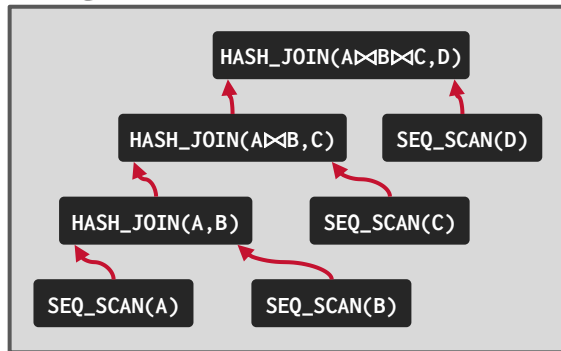 HASH_JOIN(A⨝B⨝C,D)
HASH_JOIN(A⨝B,C)
SEQ_SCAN(D)
HASH_JOIN(A,B)
SEQ_SCAN(C)
SEQ_SCAN(A)
SEQ_SCAN(B)